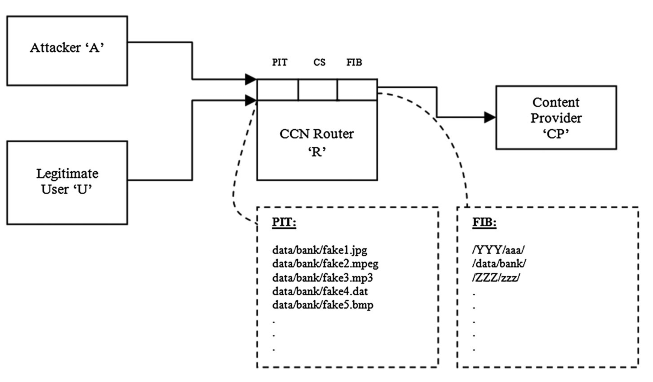 Attacker 'A'
PIT CS FIB
Content
Provider
'CP'
CCN Router
'R'
Legitimate
User 'U'
PIT:
data/bank/fake1.jpg
data/bank/fake2.mpeg
data/bank/fake3.mp3
data/bank/fake4.dat
data/bank/fake5.bmp
.
.
.
FIB:
/YYY/aaa/
/data/bank/
/ZZZ/zzz/
.
.
.
.
.